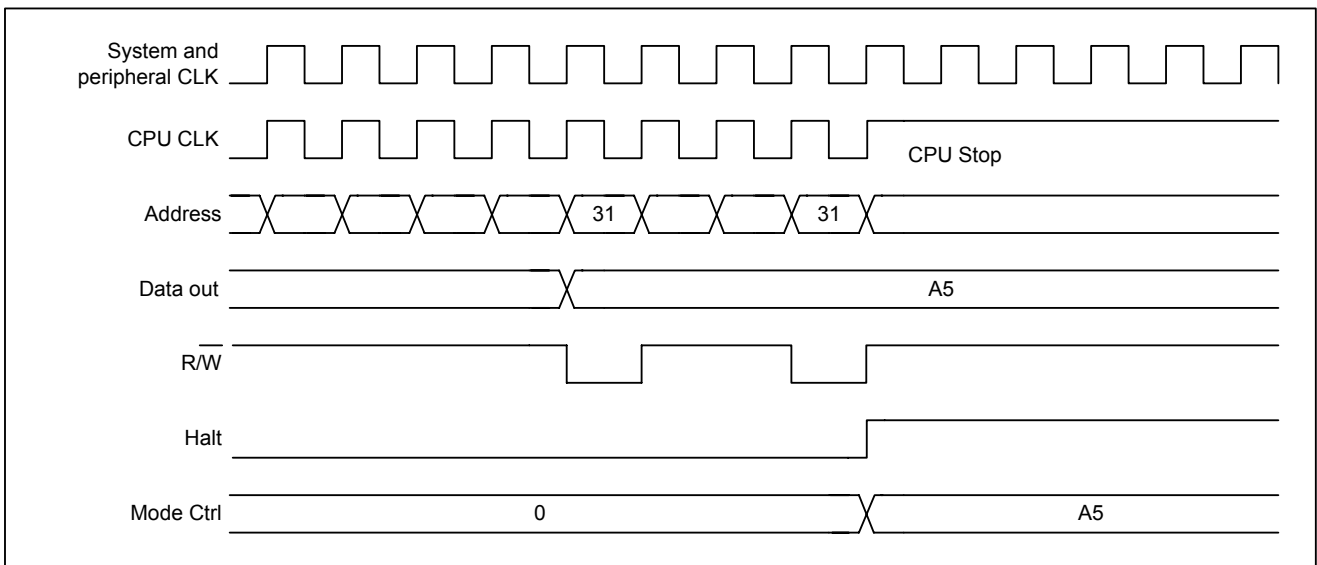 System and
peripheral CLK
CPU CLK
CPU Stop
Address
31
31
Data out
A5
R/W
Halt
Mode Ctrl
0
A5